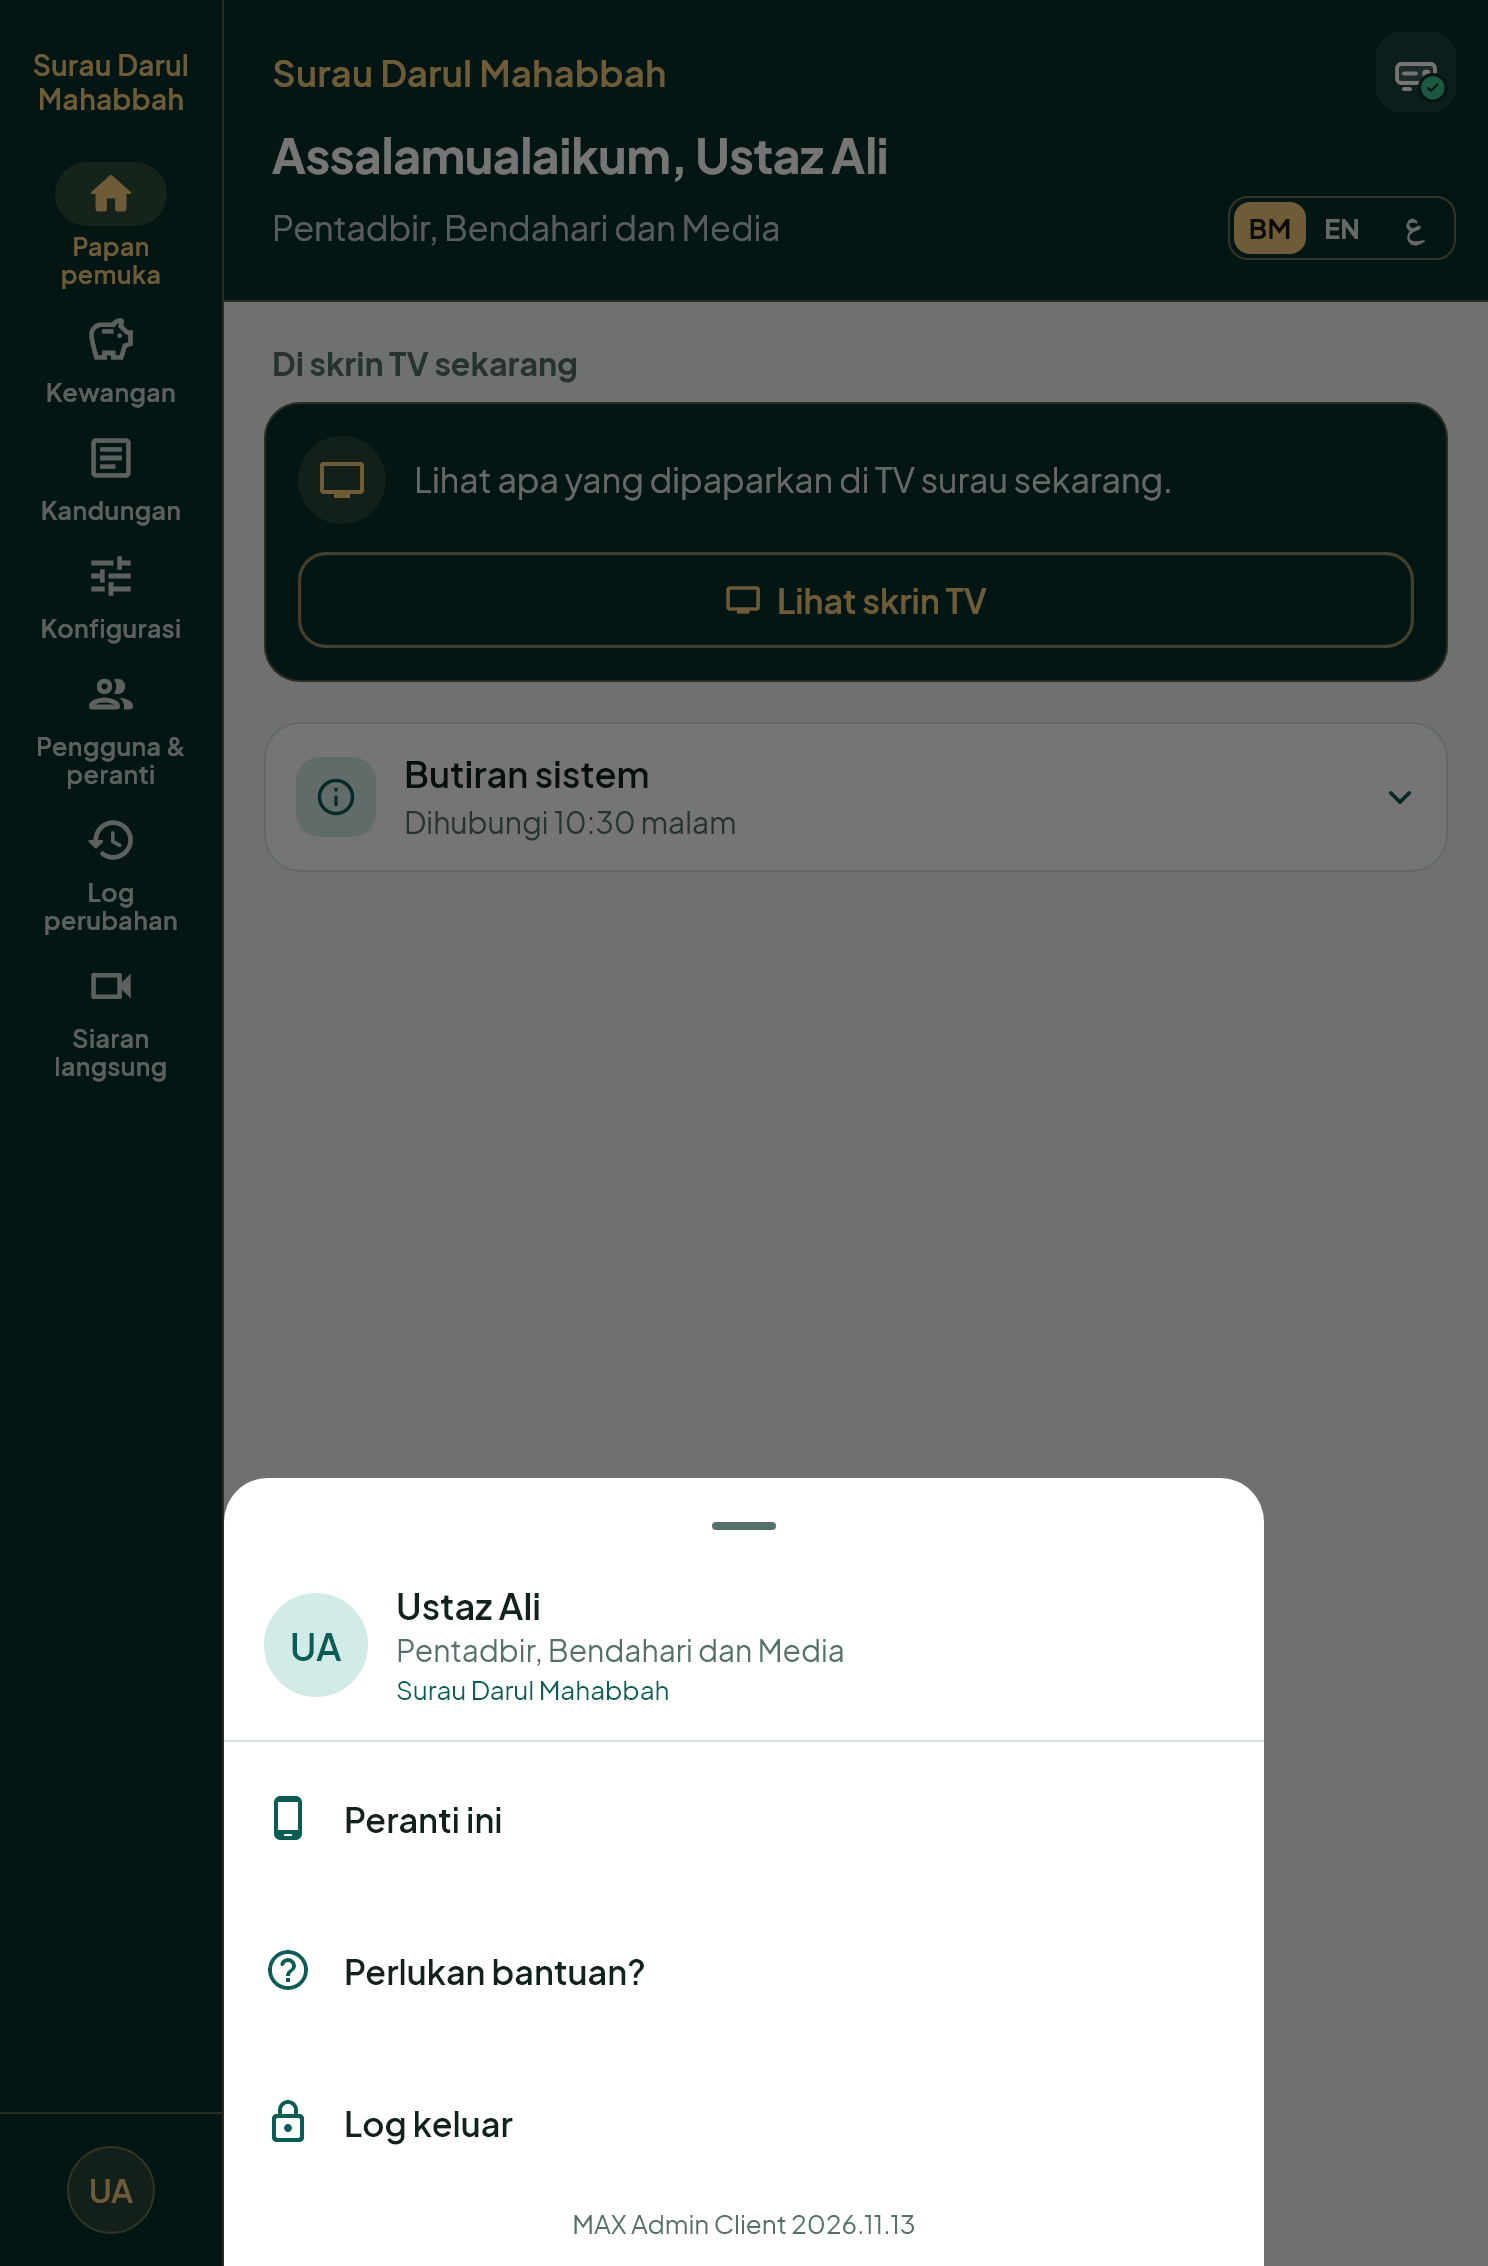 Surau Darul
Mahabbah
Papan
pemuka
Kewangan
Kandungan
Konfigurasi
Pengguna &
peranti
Log
perubahan
Siaran
langsung
UA
Surau Darul Mahabbah
Assalamualaikum, Ustaz Ali
Pentadbir, Bendahari dan Media
BM EN ع
Di skrin TV sekarang
Lihat apa yang dipaparkan di TV surau sekarang.
Lihat skrin TV
Butiran sistem
Dihubungi 10:30 malam
UA
Ustaz Ali
Pentadbir, Bendahari dan Media
Surau Darul Mahabbah
Peranti ini
Perlukan bantuan?
Log keluar
MAX Admin Client 2026.11.13